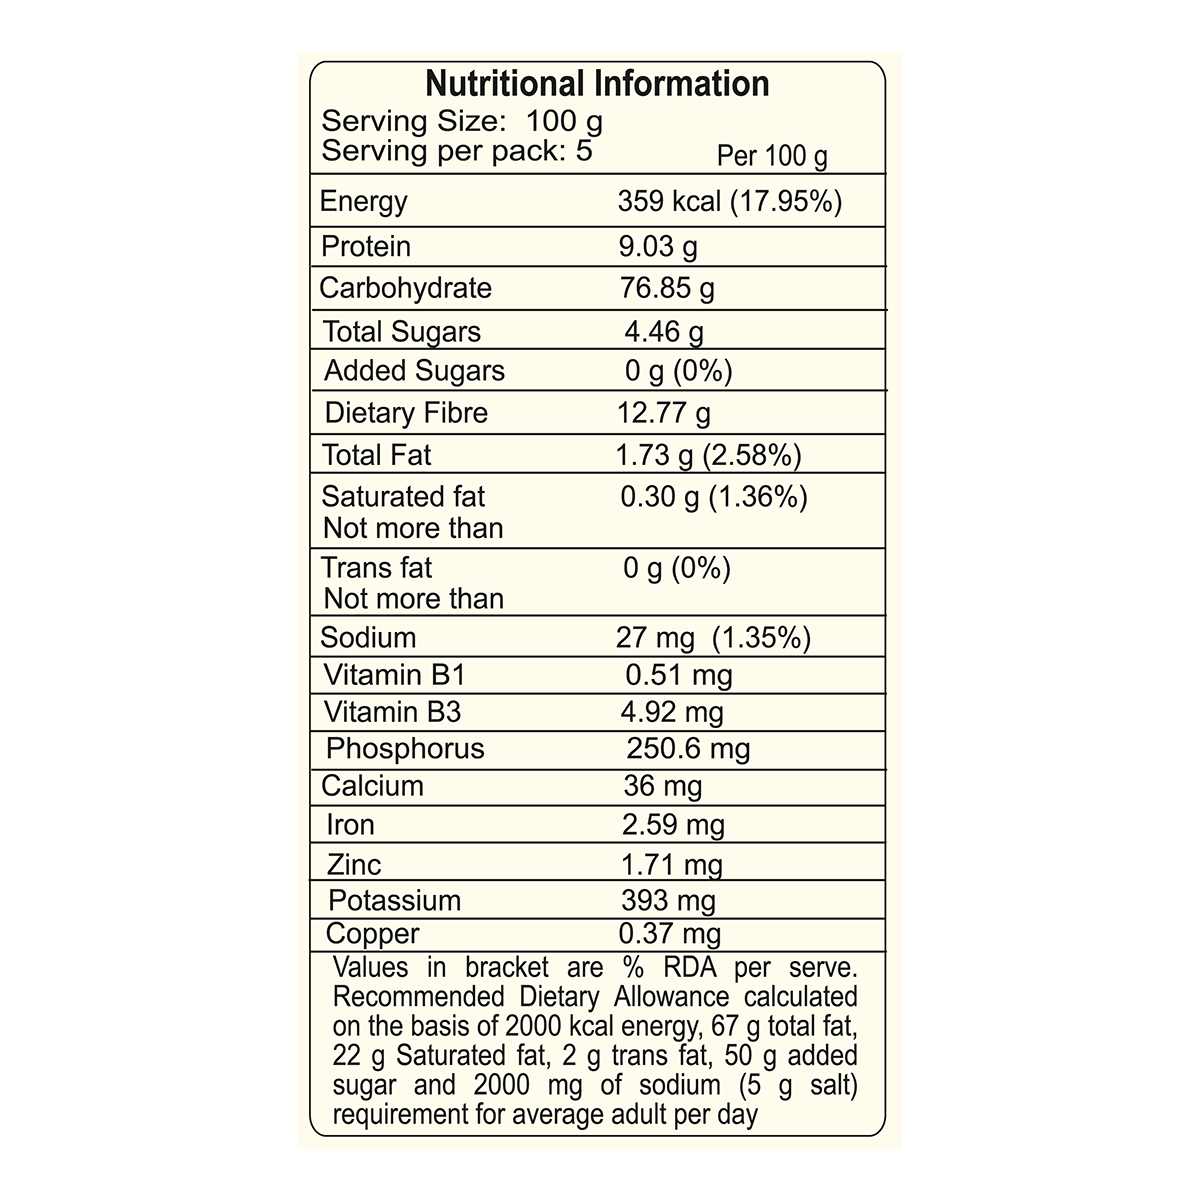 Nutritional Information
Serving Size: 100 g
Serving per pack: 5
Per 100 g
Energy 359 kcal (17.95%)
Protein 9.03 g
Carbohydrate 76.85 g
Total Sugars 4.46 g
Added Sugars 0 g (0%)
Dietary Fibre 12.77 g
Total Fat 1.73 g (2.58%)
Saturated fat 0.30 g (1.36%)
Not more than
Trans fat 0 g (0%)
Not more than
Sodium 27 mg (1.35%)
Vitamin B1 0.51 mg
Vitamin B3 4.92 mg
Phosphorus 250.6 mg
Calcium 36 mg
Iron 2.59 mg
Zinc 1.71 mg
Potassium 393 mg
Copper 0.37 mg
Values in bracket are % RDA per serve.
Recommended Dietary Allowance calculated
on the basis of 2000 kcal energy, 67 g total fat,
22 g Saturated fat, 2 g trans fat, 50 g added
sugar and 2000 mg of sodium (5 g salt)
requirement for average adult per day